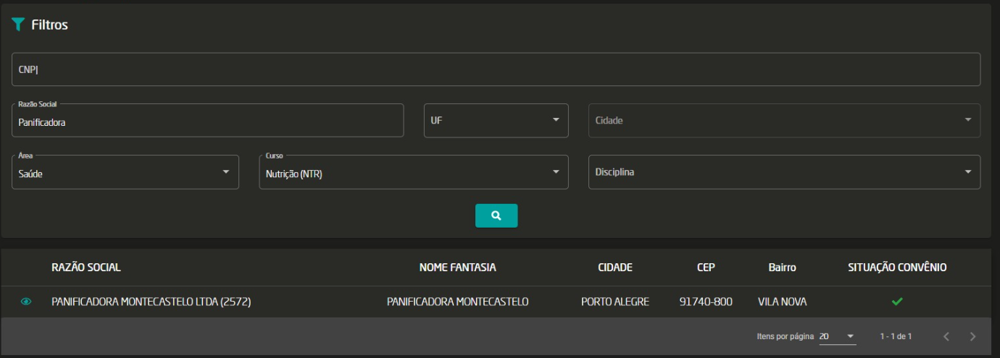 Filtros
CNPJ
Razão Social
Panificadora
UF
Cidade
Área
Saúde
Curso
Nutrição (NTR)
Disciplina
RAZÃO SOCIAL NOME FANTASIA CIDADE CEP Bairro SITUAÇÃO CONVÊNIO
PANIFICADORA MONTECASTELO LTDA (2572) PANIFICADORA MONTECASTELO PORTO ALEGRE 91740-800 VILA NOVA
Itens por página 20 1 - 1 de 1